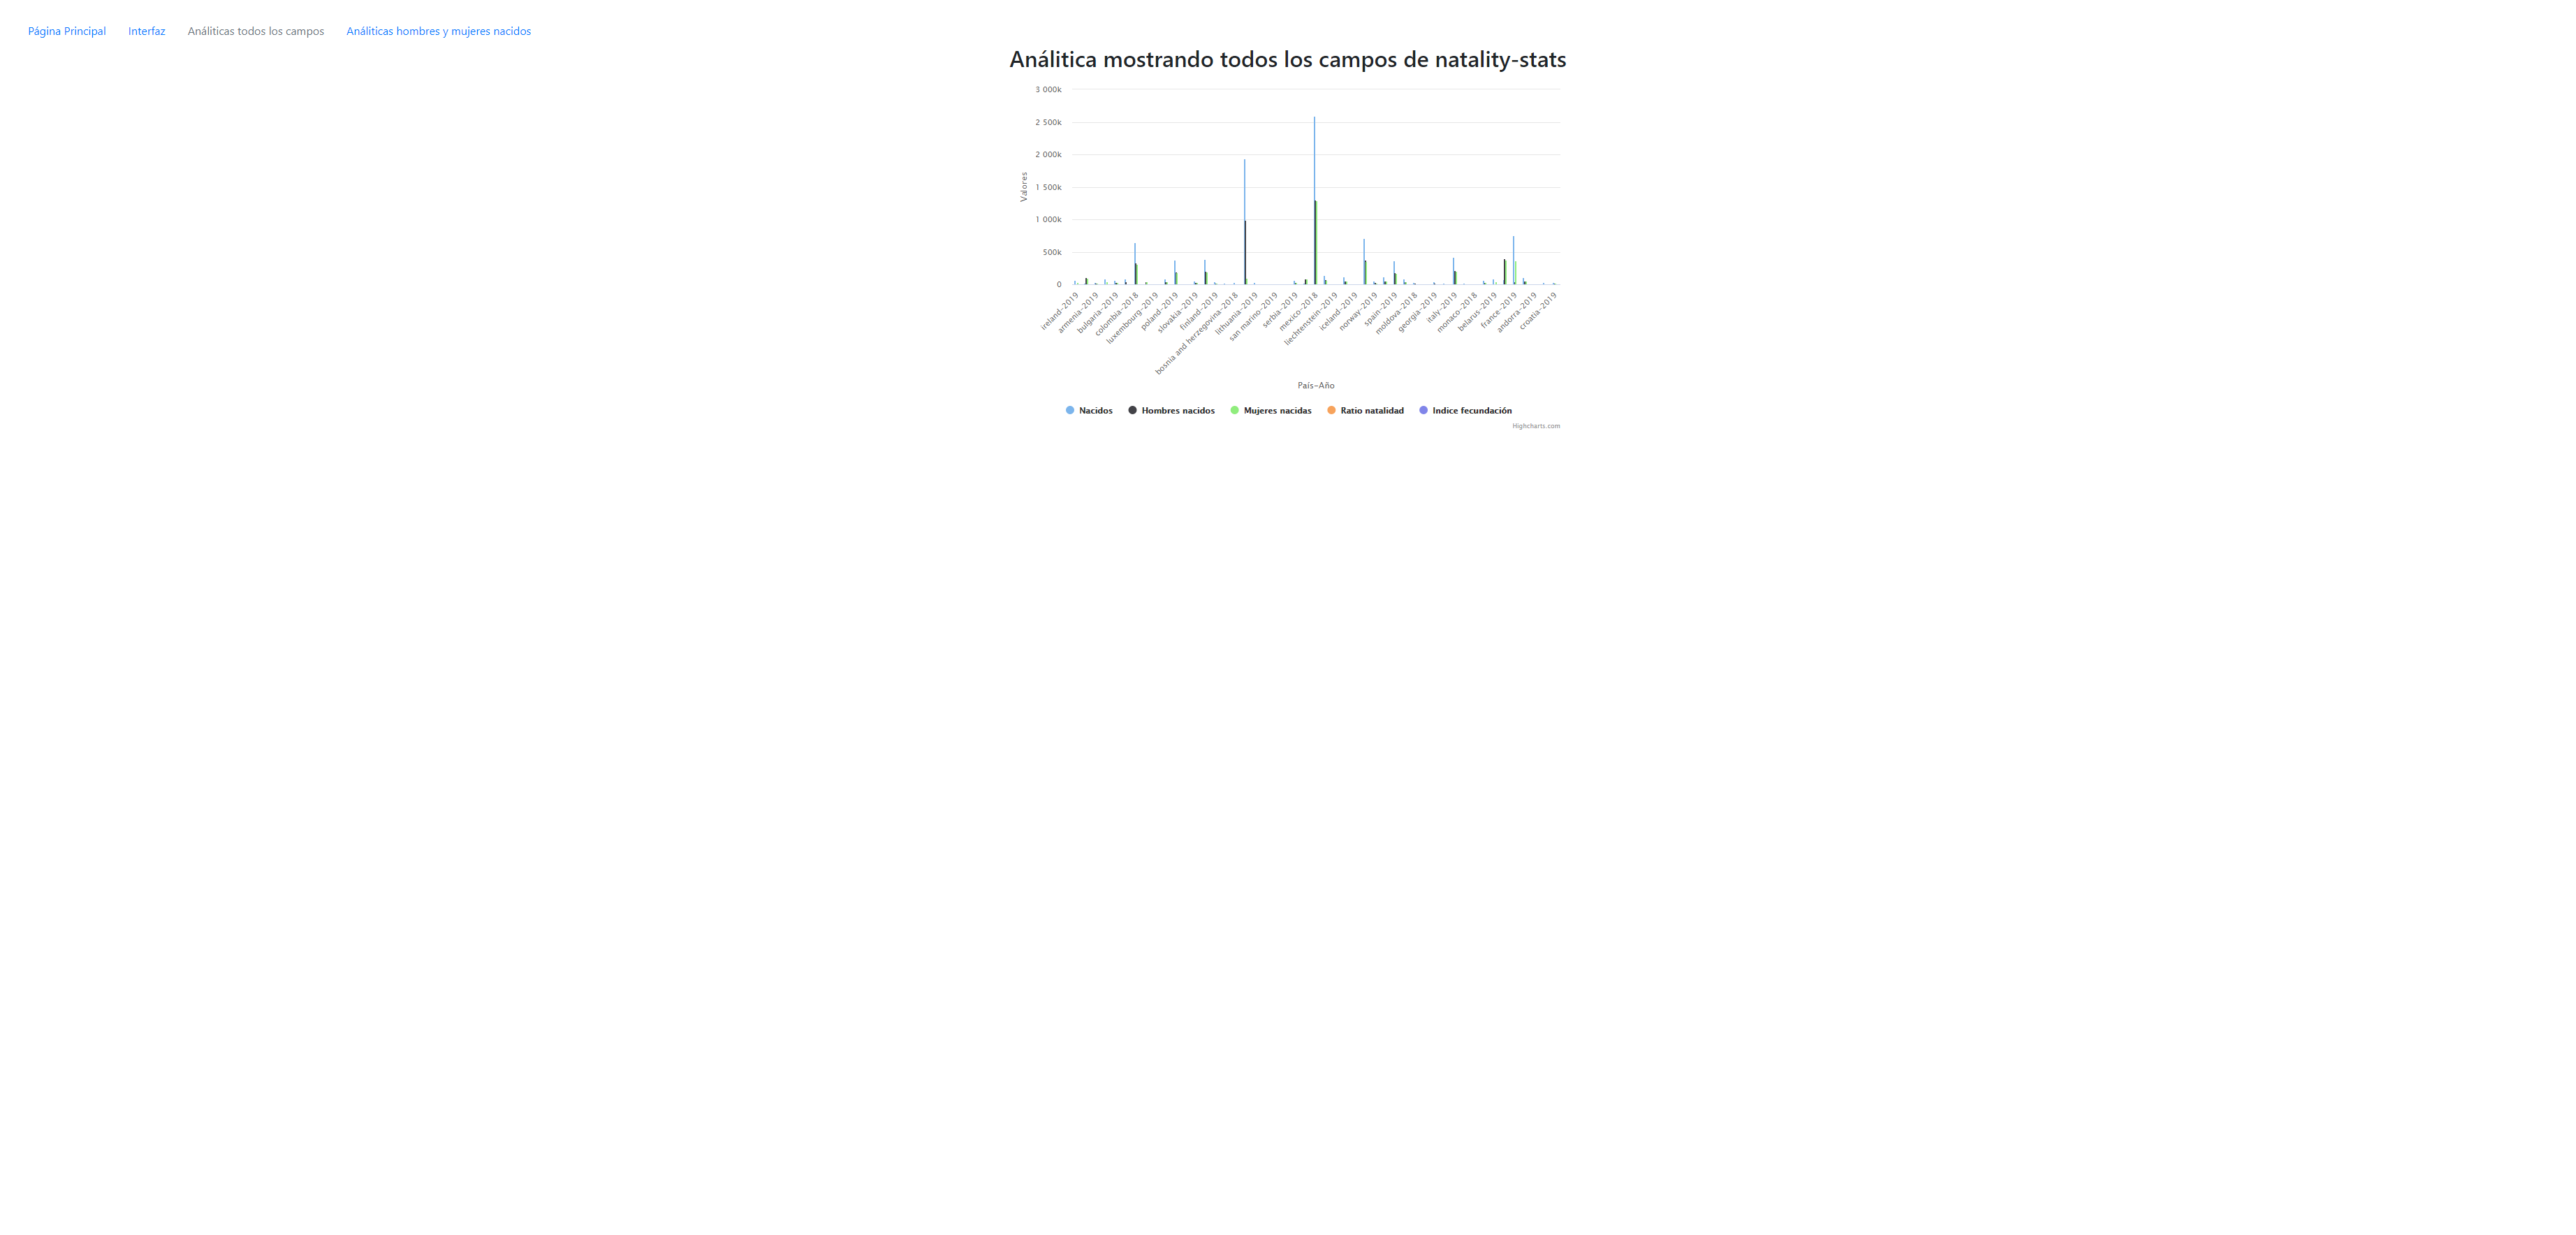 Página Principal Interfaz Análiticas todos los campos Análiticas hombres y mujeres nacidos
Análitica mostrando todos los campos de natality-stats
3 000k
2 500k
2 000k
1 500k
1 000k
500k
0
Valores
ireland-2019
armenia-2019
bulgaria-2019
colombia-2018
luxembourg-2019
poland-2019
slovakia-2019
finland-2019
bosnia and herzegovina-2018
lithuania-2019
san marino-2019
serbia-2019
mexico-2018
liechtenstein-2019
iceland-2019
norway-2019
spain-2019
moldova-2018
georgia-2019
italy-2019
monaco-2018
belarus-2019
france-2019
andorra-2019
croatia-2019
País-Año
Nacidos Hombres nacidos Mujeres nacidas Ratio natalidad Indice fecundación
Highcharts.com